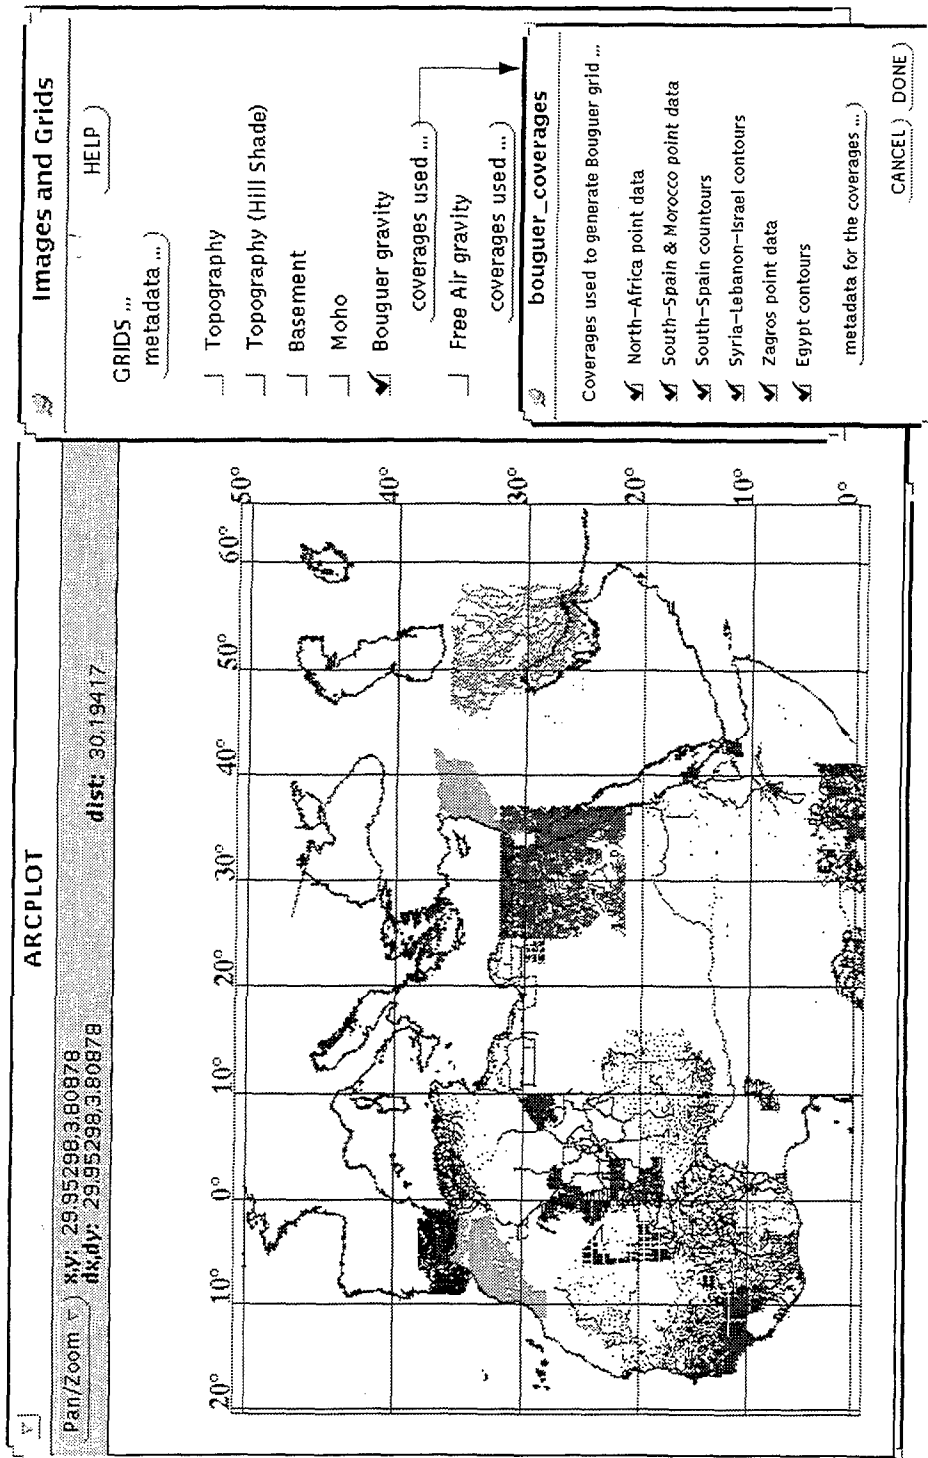 ARCPLOT
Pan/Zoom
x,y: 29.95298,3.80878
dx,dy: 29.95298,3.80878
dist: 30.19417
20° 10° 0° 10° 20° 30° 40° 50° 60°
50°
40°
30°
20°
10°
0°
Images and Grids
HELP
GRIDS ...
metadata ...
Topography
Topography (Hill Shade)
Basement
Moho
Bouguer gravity
coverages used ...
Free Air gravity
coverages used ...
bouguer_coverages
Coverages used to generate Bouguer grid ...
North-Africa point data
South-Spain & Morocco point data
South-Spain countours
Syria-Lebanon-Israel contours
Zagros point data
Egypt contours
metadata for the coverages ...
CANCEL DONE